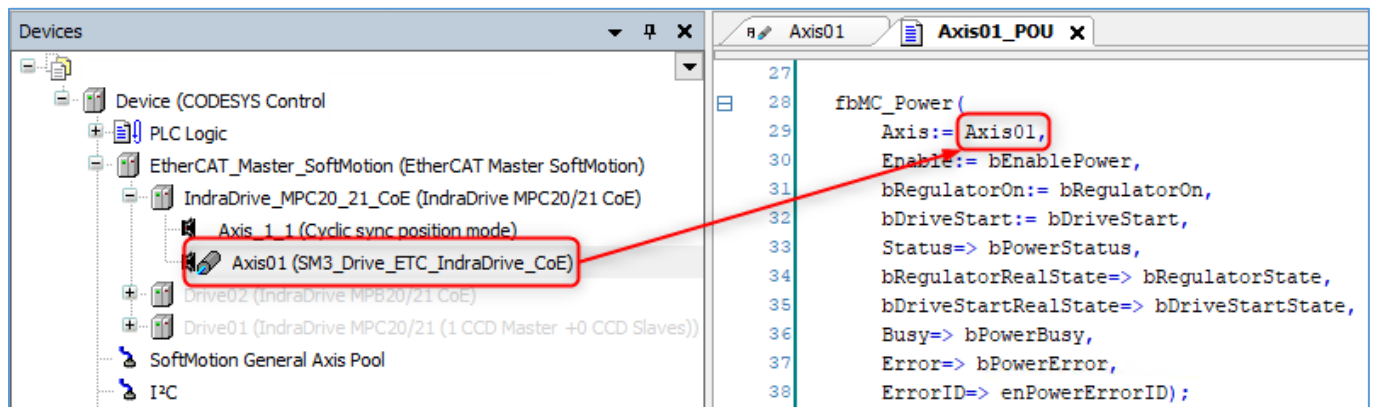 Devices
Device (CODESYS Control
PLC Logic
EtherCAT_Master_SoftMotion (EtherCAT Master SoftMotion)
IndraDrive_MPC20_21_CoE (IndraDrive MPC20/21 CoE)
Axis_1_1 (Cyclic sync position mode)
Axis01 (SM3_Drive_ETC_IndraDrive_CoE)
Drive02 (IndraDrive MPB20/21 CoE)
Drive01 (IndraDrive MPC20/21 (1 CCD Master +0 CCD Slaves))
SoftMotion General Axis Pool
I²C
Axis01
Axis01_POU
27
28 fbMC_Power(
29 Axis:= Axis01,
30 Enable:= bEnablePower,
31 bRegulatorOn:= bRegulatorOn,
32 bDriveStart:= bDriveStart,
33 Status=> bPowerStatus,
34 bRegulatorRealState=> bRegulatorState,
35 bDriveStartRealState=> bDriveStartState,
36 Busy=> bPowerBusy,
37 Error=> bPowerError,
38 ErrorID=> enPowerErrorID);